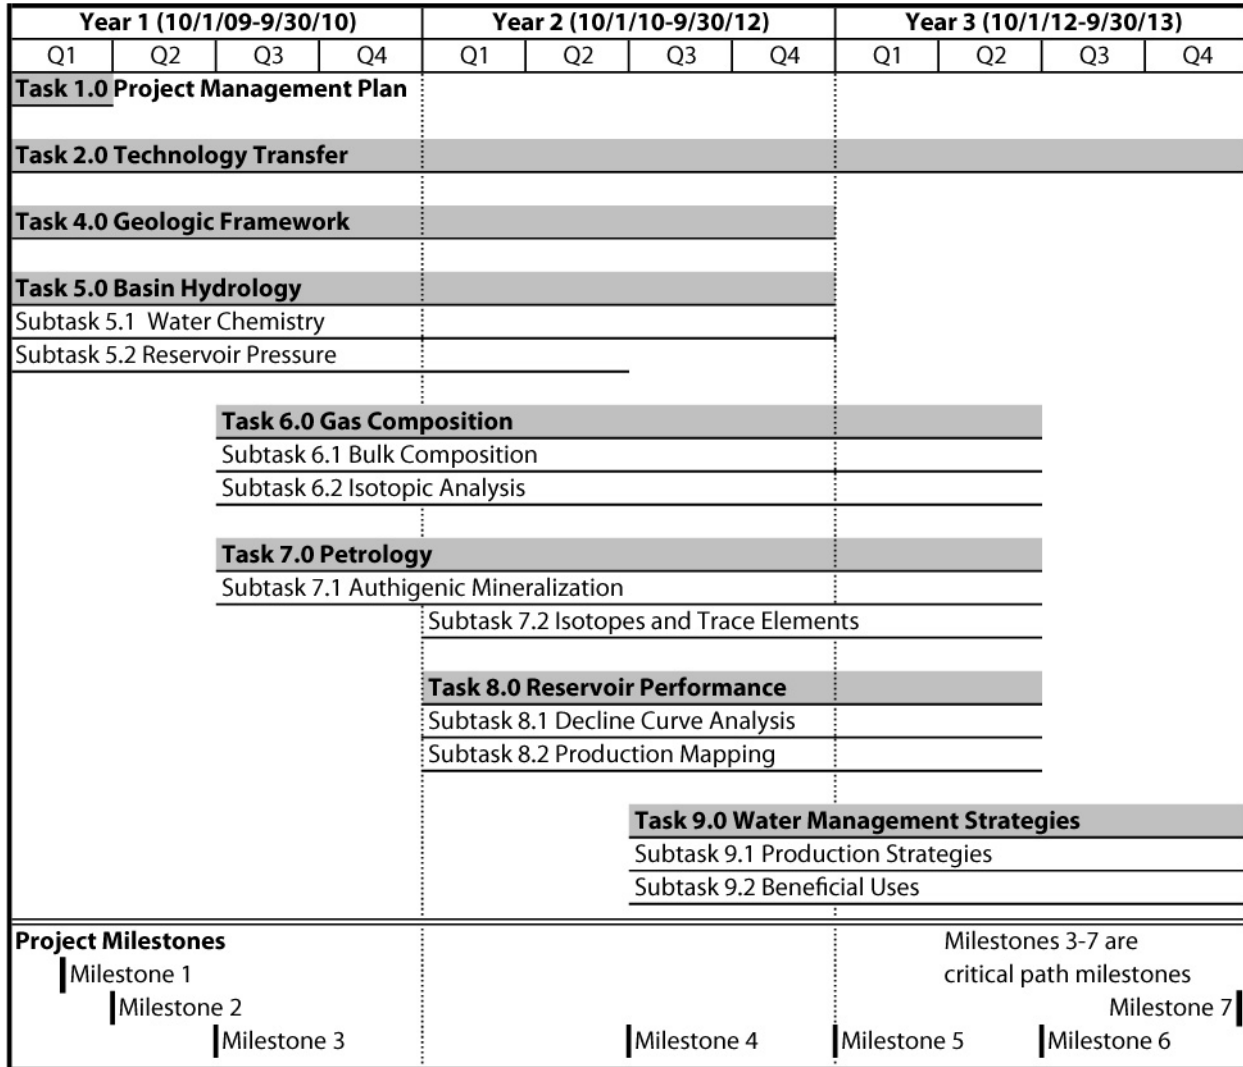 Year 1 (10/1/09-9/30/10) Year 2 (10/1/10-9/30/12) Year 3 (10/1/12-9/30/13)
Q1 Q2 Q3 Q4 Q1 Q2 Q3 Q4 Q1 Q2 Q3 Q4
Task 1.0 Project Management Plan
Task 2.0 Technology Transfer
Task 4.0 Geologic Framework
Task 5.0 Basin Hydrology
Subtask 5.1 Water Chemistry
Subtask 5.2 Reservoir Pressure
Task 6.0 Gas Composition
Subtask 6.1 Bulk Composition
Subtask 6.2 Isotopic Analysis
Task 7.0 Petrology
Subtask 7.1 Authigenic Mineralization
Subtask 7.2 Isotopes and Trace Elements
Task 8.0 Reservoir Performance
Subtask 8.1 Decline Curve Analysis
Subtask 8.2 Production Mapping
Task 9.0 Water Management Strategies
Subtask 9.1 Production Strategies
Subtask 9.2 Beneficial Uses
Project Milestones Milestones 3-7 are
Milestone 1 critical path milestones
Milestone 2 Milestone 7
Milestone 3 Milestone 4 Milestone 5 Milestone 6